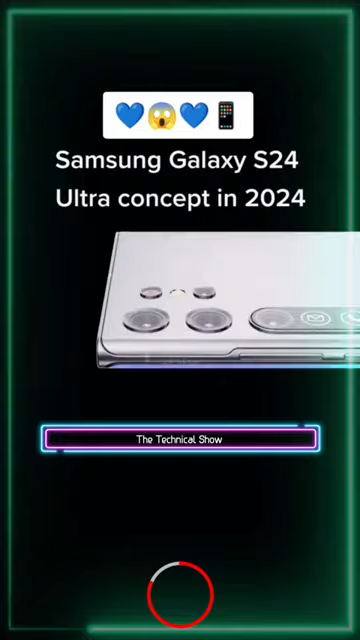 💙😱💙📱
Samsung Galaxy S24
Ultra concept in 2024
The Technical Show